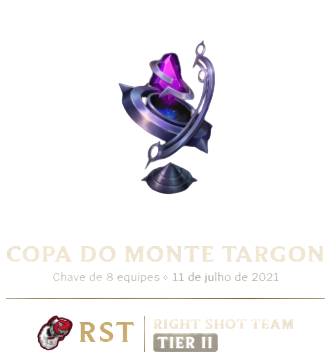 COPA DO MONTE TARGON
Chave de 8 equipes ⋄ 11 de julho de 2021
RST
RIGHT SHOT TEAM
TIER II